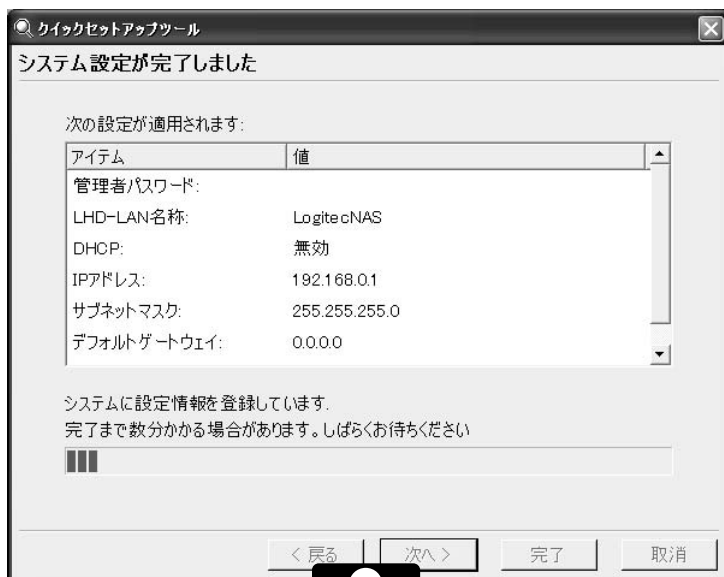 クイックセットアップツール
システム設定が完了しました
次の設定が適用されます:
アイテム 値
管理者パスワード:
LHD-LAN名称: LogitecNAS
DHCP: 無効
IPアドレス: 192.168.0.1
サブネットマスク: 255.255.255.0
デフォルトゲートウェイ: 0.0.0.0
システムに設定情報を登録しています.
完了まで数分かかる場合があります。しばらくお待ちください
< 戻る 次へ > 完了 取消